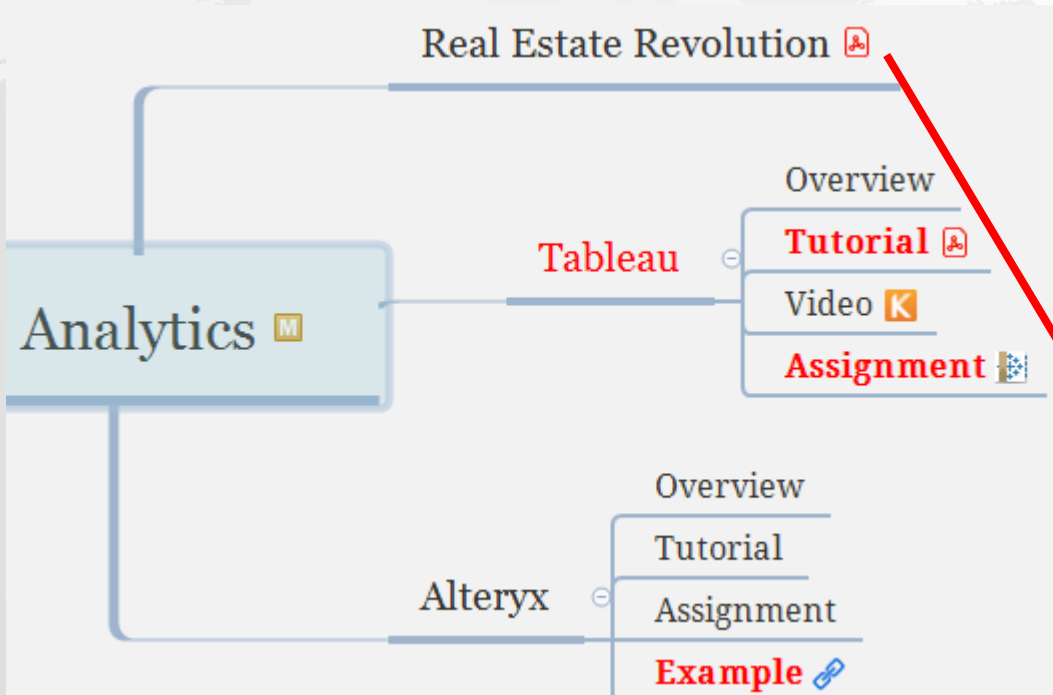 Real Estate Revolution
Overview
Tableau
Tutorial
Analytics M
Video K
Assignment
Overview
Tutorial
Alteryx
Assignment
Example